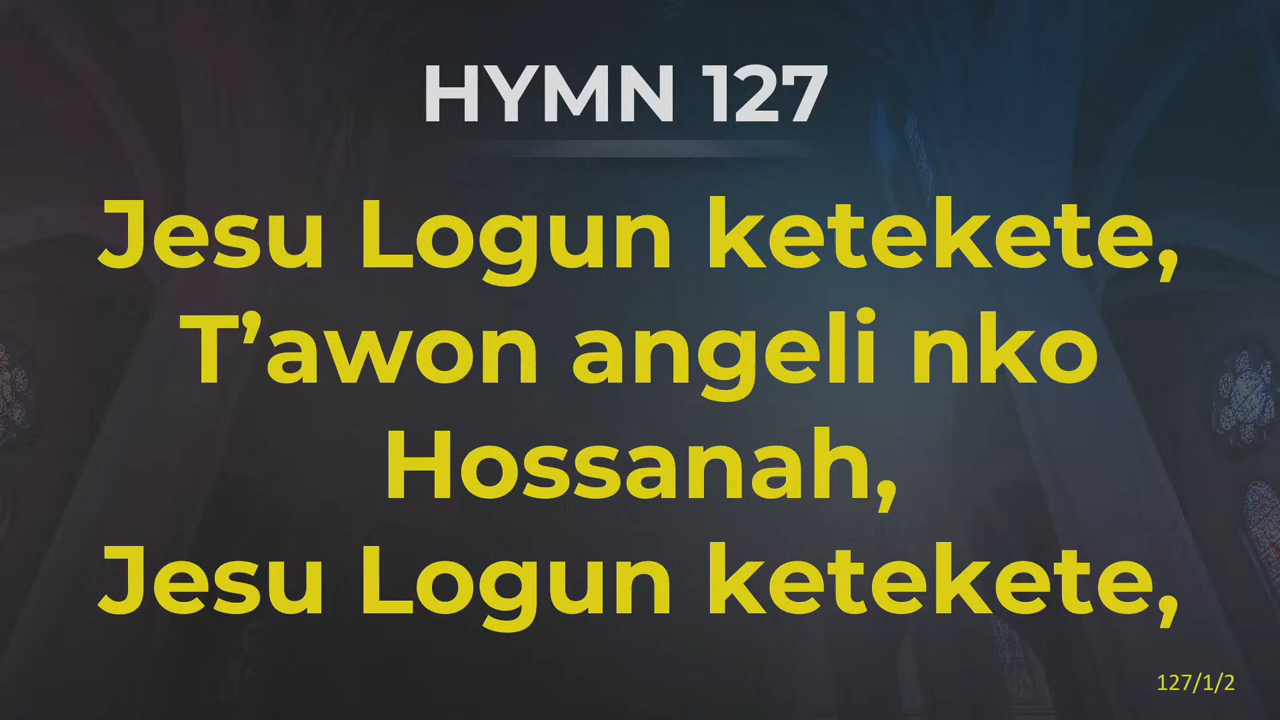 HYMN 127
Jesu Logun ketekete,
T’awon angeli nko
Hossanah,
Jesu Logun ketekete,
127/1/2